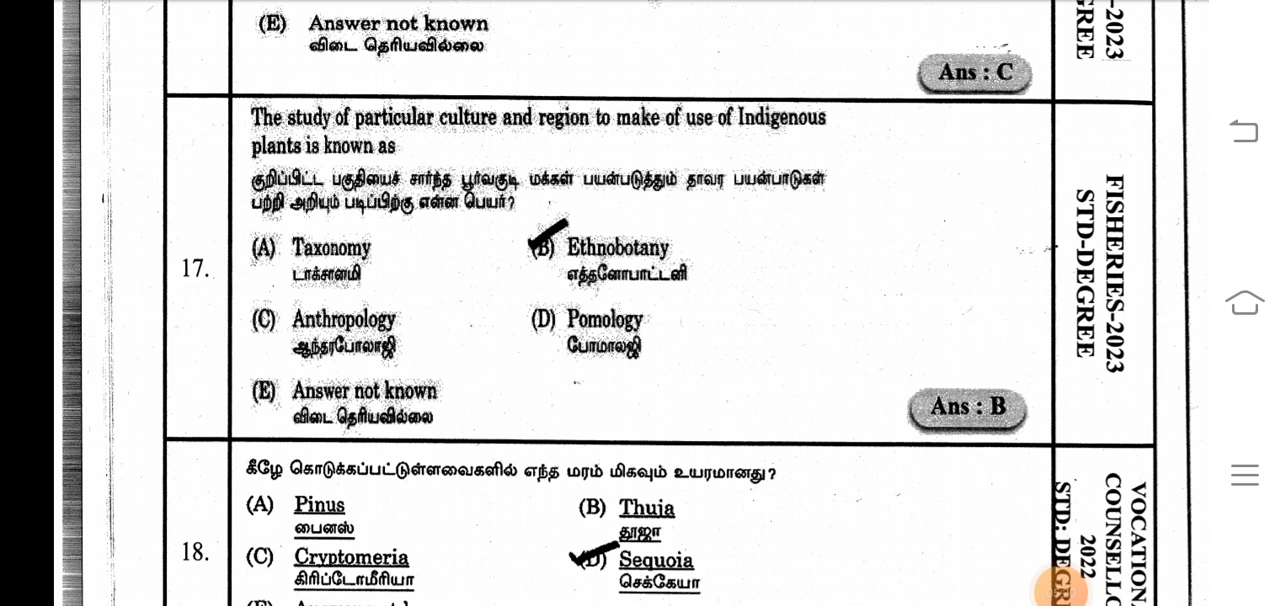 (E) Answer not known
விடை தெரியவில்லை
Ans : C
-2023
GREE
17.
The study of particular culture and region to make of use of Indigenous
plants is known as
குறிப்பிட்ட பகுதியைச் சார்ந்த பூர்வகுடி மக்கள் பயன்படுத்தும் தாவர பயன்பாடுகள்
பற்றி அறியும் படிப்பிற்கு என்ன பெயர்?
(A) Taxonomy
டாக்சானமி
(B) Ethnobotany
எத்தனோபாட்டனி
(C) Anthropology
ஆந்தரபோலாஜி
(D) Pomology
போமாலஜி
(E) Answer not known
விடை தெரியவில்லை
Ans : B
FISHERIES-2023
STD-DEGREE
18.
கீழே கொடுக்கப்பட்டுள்ளவைகளில் எந்த மரம் மிகவும் உயரமானது?
(A) Pinus
பைனஸ்
(B) Thuja
தூஜா
(C) Cryptomeria
கிரிப்டோமீரியா
(D) Sequoia
செக்கேயா
VOCATION
COUNSELLO
2022
STD: DEGR